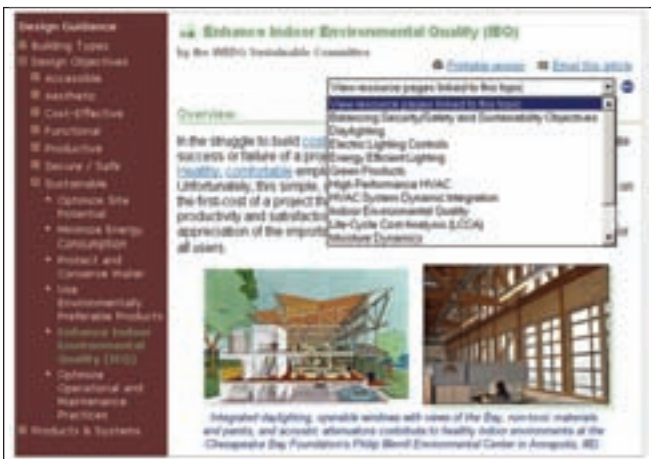 Design Guidance
Building Types
Design Objectives
Accessible
Aesthetic
Cost-Effective
Functional
Productive
Secure / Safe
Sustainable
Optimize Site
Potential
Minimize Energy
Consumption
Protect and
Conserve Water
Use
Environmentally
Preferable Products
Enhance Indoor
Environmental
Quality (IEQ)
Optimize
Operational and
Maintenance
Practices
Products & Systems
Enhance Indoor Environmental Quality (IEQ)
by the WBDG Sustainable Committee
Printable version Email this article
View resource pages linked to this topic
View resource pages linked to this topic
Balancing Security/Safety and Sustainability Objectives
Daylighting
Electric Lighting Controls
Energy Efficient Lighting
Green Products
High-Performance HVAC
HVAC System Dynamic Integration
Indoor Environmental Quality
Life-Cycle Cost Analysis (LCCA)
Moisture Dynamics
Overview
In the struggle to build
success or failure of a
healthy, comfortable
Unfortunately, this simple,
on
the first-cost of a project
productivity and
appreciation of the
all users.
Integrated daylighting, operable windows with views of the Bay, non-toxic materials
and paints, and acoustic attenuators contribute to healthy indoor environments at the
Chesapeake Bay Foundation's Philip Merrill Environmental Center in Annapolis, MD